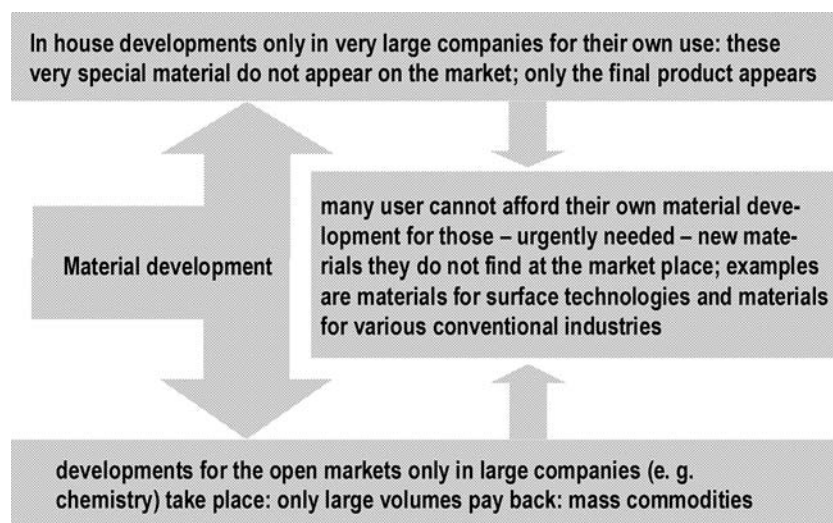 In house developments only in very large companies for their own use: these
very special material do not appear on the market; only the final product appears
many user cannot afford their own material deve-
lopment for those – urgently needed – new mate-
rials they do not find at the market place; examples
are materials for surface technologies and materials
for various conventional industries
Material development
developments for the open markets only in large companies (e. g.
chemistry) take place: only large volumes pay back: mass commodities